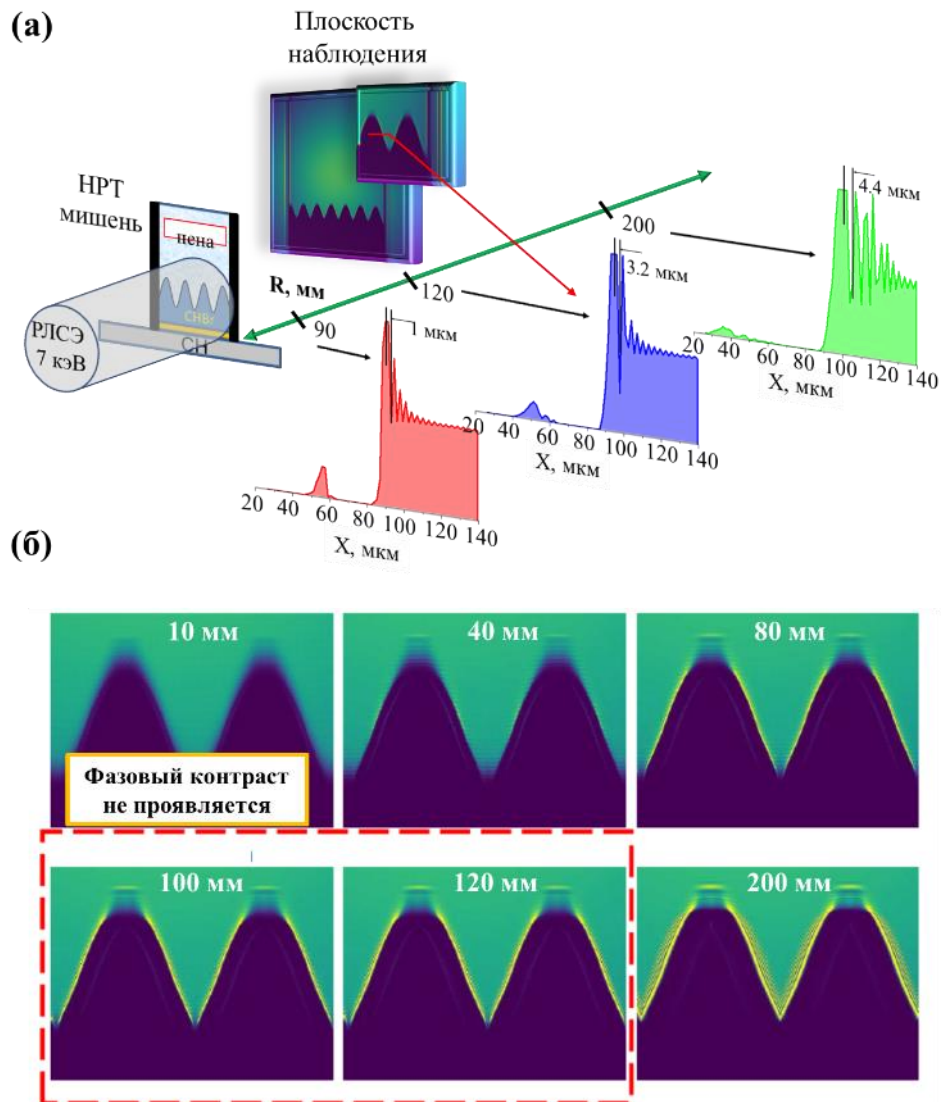 (а)
Плоскость
наблюдения
НРТ
мишень
пена
CHBr
CH
РЛСЭ
7 кэВ
R, мм
90
120
200
мкм
3.2 мкм
4.4 мкм
20 40 60 80 100 120 140
X, мкм
20 40 60 80 100 120 140
X, мкм
20 40 60 80 100 120 140
X, мкм
(б)
10 мм
40 мм
80 мм
Фазовый контраст
не проявляется
100 мм
120 мм
200 мм